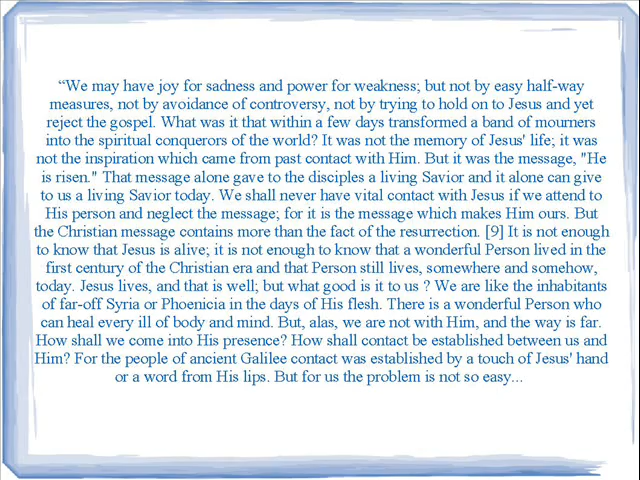 “We may have joy for sadness and power for weakness; but not by easy half-way
measures, not by avoidance of controversy, not by trying to hold on to Jesus and yet
reject the gospel. What was it that within a few days transformed a band of mourners
into the spiritual conquerors of the world? It was not the memory of Jesus' life; it was
not the inspiration which came from past contact with Him. But it was the message, "He
is risen." That message alone gave to the disciples a living Savior and it alone can give
to us a living Savior today. We shall never have vital contact with Jesus if we attend to
His person and neglect the message; for it is the message which makes Him ours. But
the Christian message contains more than the fact of the resurrection. [9] It is not enough
to know that Jesus is alive; it is not enough to know that a wonderful Person lived in the
first century of the Christian era and that Person still lives, somewhere and somehow,
today. Jesus lives, and that is well; but what good is it to us ? We are like the inhabitants
of far-off Syria or Phoenicia in the days of His flesh. There is a wonderful Person who
can heal every ill of body and mind. But, alas, we are not with Him, and the way is far.
How shall we come into His presence? How shall contact be established between us and
Him? For the people of ancient Galilee contact was established by a touch of Jesus' hand
or a word from His lips. But for us the problem is not so easy...